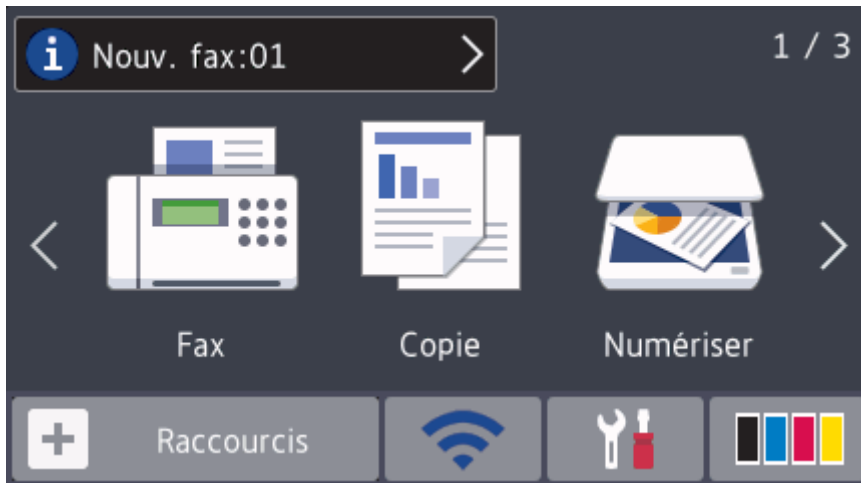 Nouv. fax:01
1 / 3
Fax
Copie
Numériser
Raccourcis